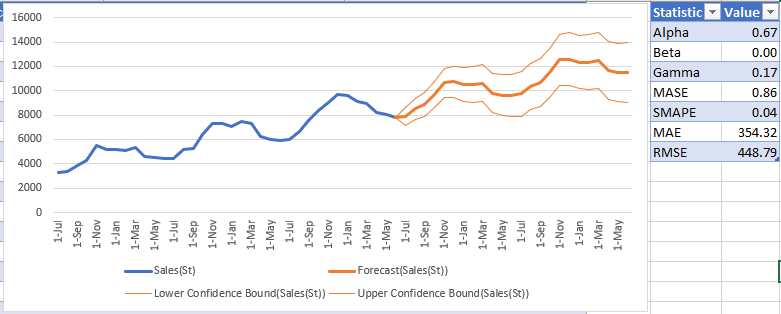 16000
14000
12000
10000
8000
6000
4000
2000
0
1-Jul 1-Sep 1-Nov 1-Jan 1-Mar 1-May 1-Jul 1-Sep 1-Nov 1-Jan 1-Mar 1-May 1-Jul 1-Sep 1-Nov 1-Jan 1-Mar 1-May 1-Jul 1-Sep 1-Nov 1-Jan 1-Mar 1-May 1-Jul 1-Sep 1-Nov 1-Jan 1-Mar 1-May
Sales(St) Forecast(Sales(St))
Lower Confidence Bound(Sales(St)) Upper Confidence Bound(Sales(St))
Statistic Value
Alpha 0.67
Beta 0.00
Gamma 0.17
MASE 0.86
SMAPE 0.04
MAE 354.32
RMSE 448.79